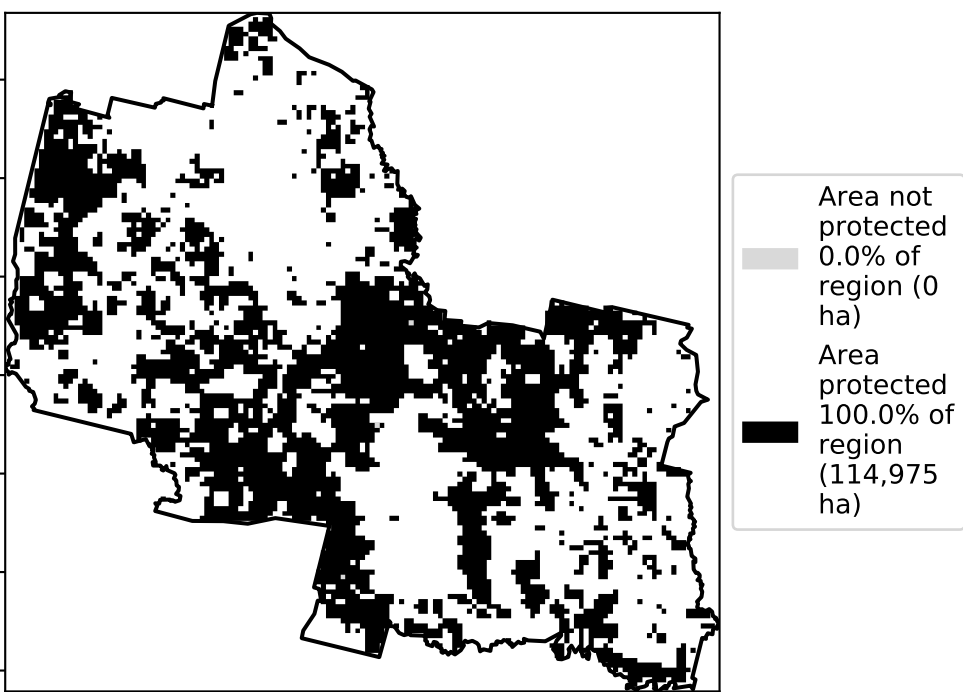 Area not
protected
0.0% of
region (0
ha)
Area
protected
100.0% of
region
(114,975
ha)